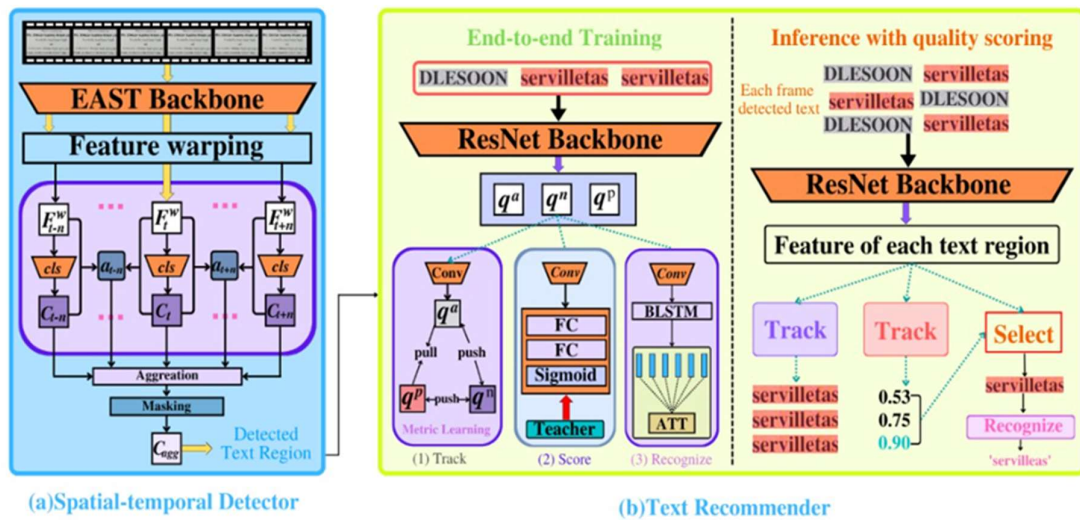 EAST Backbone
Feature warping
F^w_{t-n}
F^w_t
F^w_{t+n}
cls
a_{t-n}
cls
a_{t+n}
cls
C_{t-n}
C_t
C_{t+n}
Aggreation
Masking
C_{agg}
Detected
Text Region
(a)Spatial-temporal Detector
End-to-end Training
DLESOON servilletas servilletas
ResNet Backbone
q^a q^n q^p
Conv
q^a
pull push
q^p push q^n
Metric Learning
(1) Track
Conv
FC
FC
Sigmoid
Teacher
(2) Score
Conv
BLSTM
ATT
(3) Recognize
Inference with quality scoring
Each frame
detected text
DLESOON servilletas
servilletas DLESOON
DLESOON servilletas
ResNet Backbone
Feature of each text region
Track
servilletas
servilletas
servilletas
Track
0.53
0.75
0.90
Select
servilletas
Recognize
'servilleas'
(b)Text Recommender